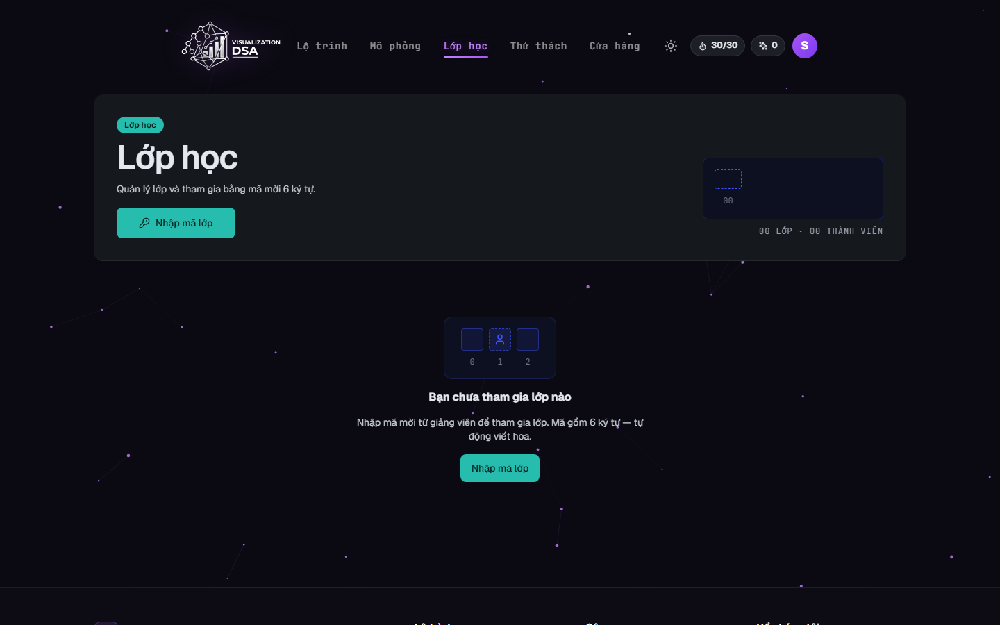 VISUALIZATION
DSA
Lộ trình
Mô phỏng
Lớp học
Thử thách
Cửa hàng
30/30
0
S
Lớp học
Lớp học
Quản lý lớp và tham gia bằng mã mời 6 ký tự.
Nhập mã lớp
00
00 LỚP · 00 THÀNH VIÊN
0 1 2
Bạn chưa tham gia lớp nào
Nhập mã mời từ giảng viên để tham gia lớp. Mã gồm 6 ký tự — tự
động viết hoa.
Nhập mã lớp